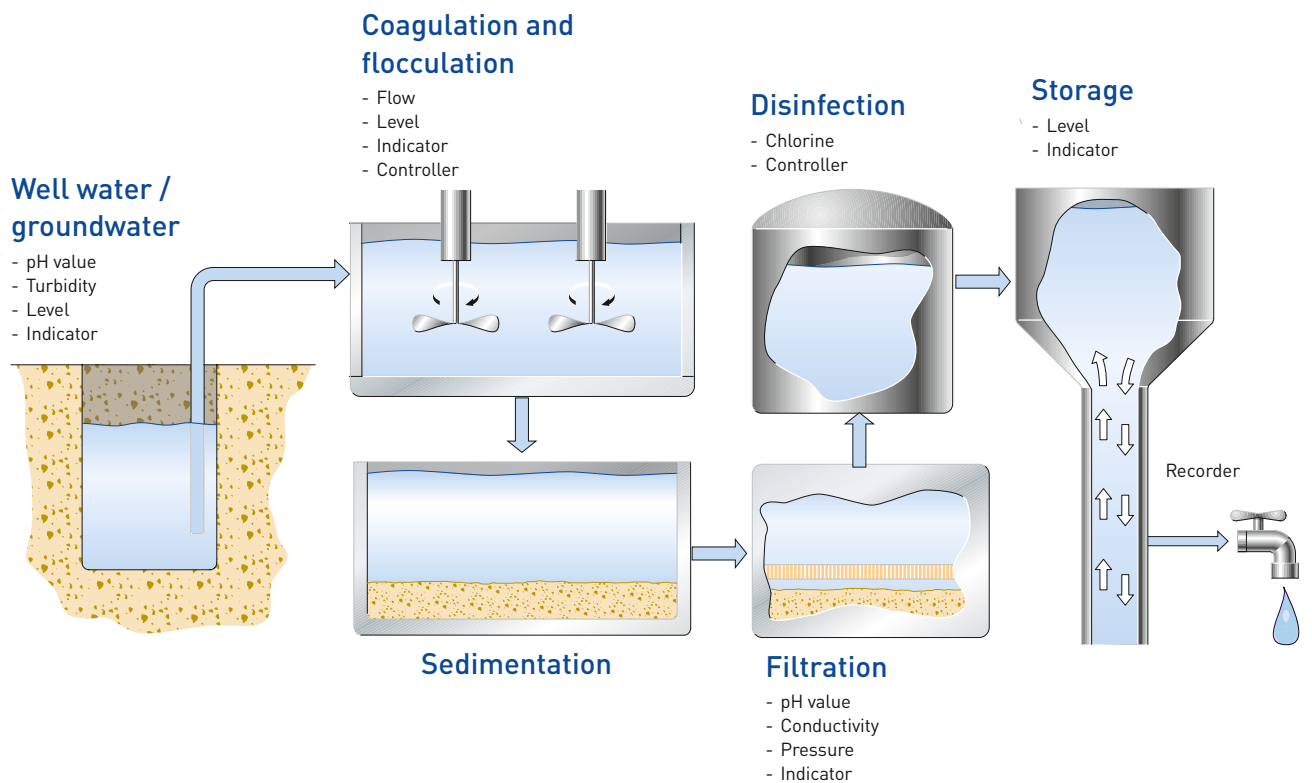 Coagulation and
flocculation
- Flow
- Level
- Indicator
- Controller
Disinfection
- Chlorine
- Controller
Storage
- Level
- Indicator
Well water /
groundwater
- pH value
- Turbidity
- Level
- Indicator
Recorder
Sedimentation
Filtration
- pH value
- Conductivity
- Pressure
- Indicator